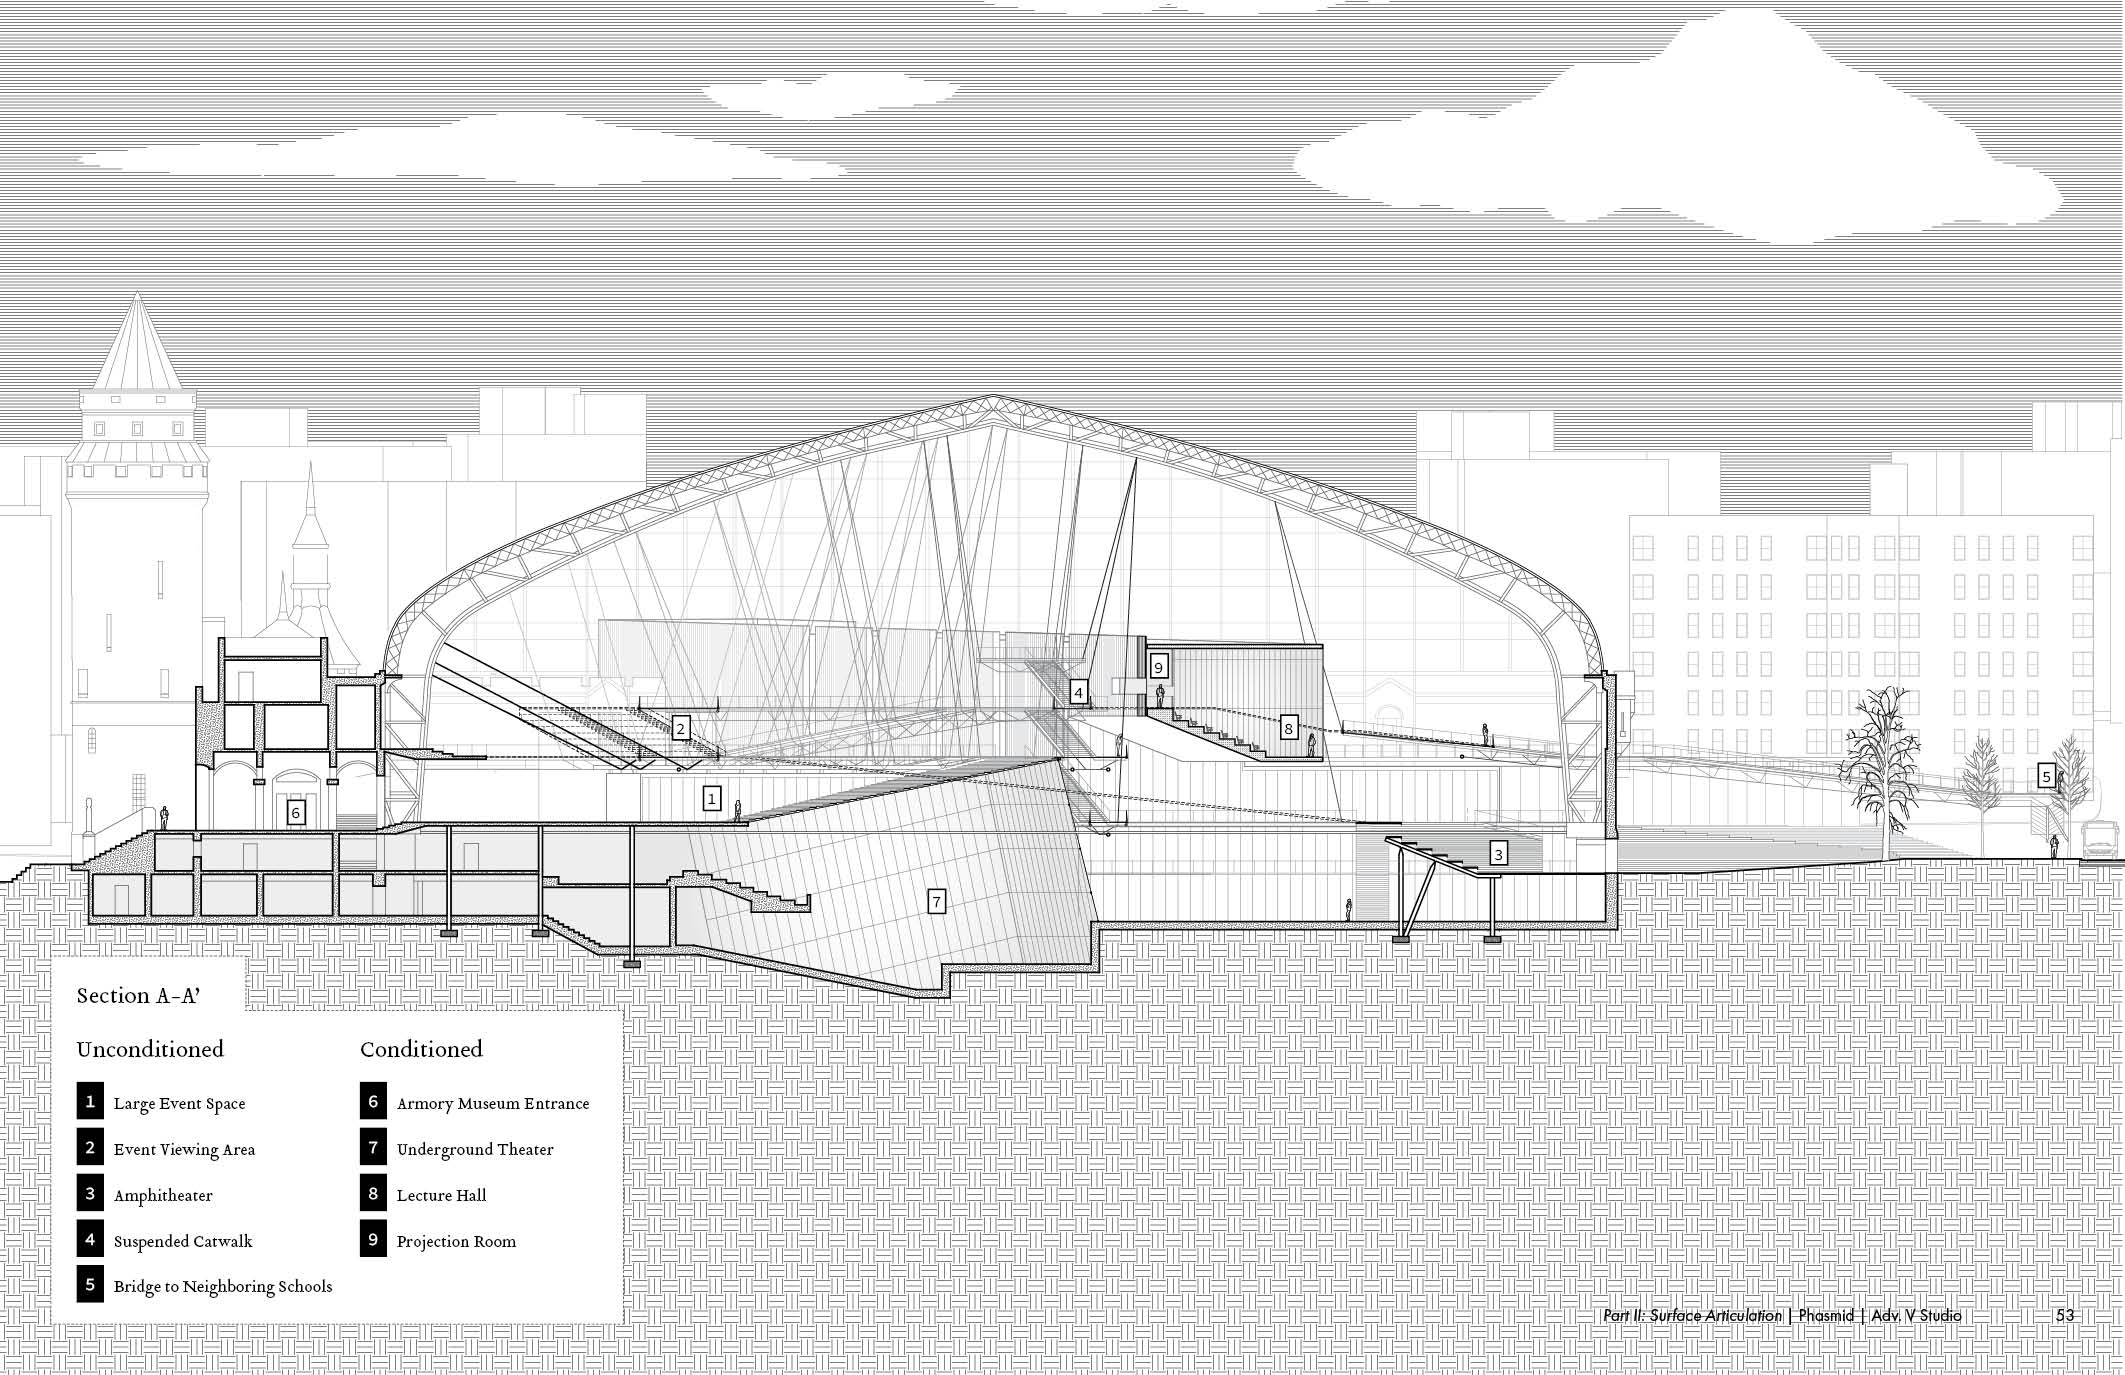 9
4
2
8
5
1
6
3
7
Section A-A’
Unconditioned
1 Large Event Space
2 Event Viewing Area
3 Amphitheater
4 Suspended Catwalk
5 Bridge to Neighboring Schools
Conditioned
6 Armory Museum Entrance
7 Underground Theater
8 Lecture Hall
9 Projection Room
Part II: Surface Articulation | Phasmid | Adv. V Studio 53